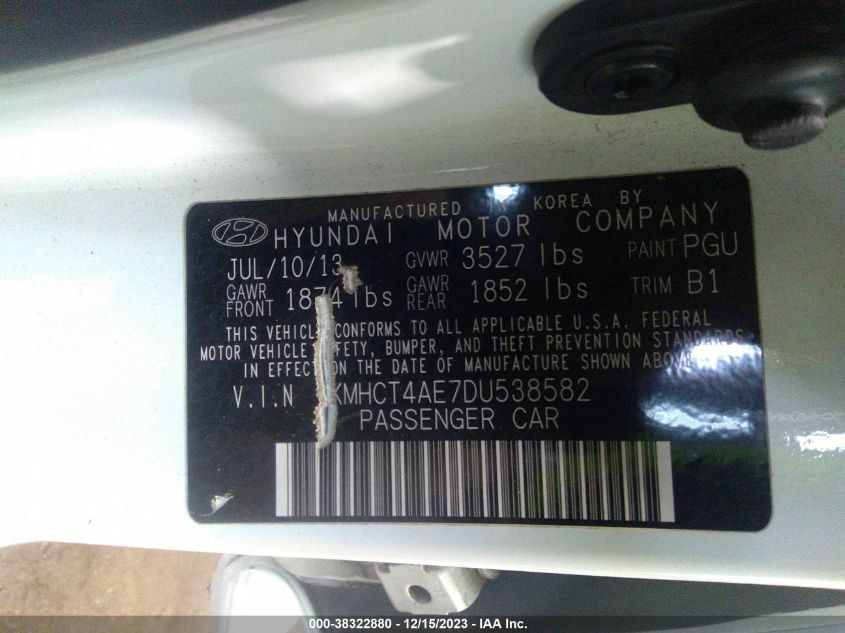 MANUFACTURED IN KOREA BY
HYUNDAI MOTOR COMPANY
JUL/10/13 GVWR 3527 lbs PAINT PGU
GAWR FRONT 1874 lbs GAWR REAR 1852 lbs TRIM B1
THIS VEHICLE CONFORMS TO ALL APPLICABLE U.S.A. FEDERAL
MOTOR VEHICLE SAFETY, BUMPER, AND THEFT PREVENTION STANDARDS
IN EFFECT ON THE DATE OF MANUFACTURE SHOWN ABOVE.
V.I.N KMHCT4AE7DU538582
PASSENGER CAR
000-38322880 - 12/15/2023 - IAA Inc.